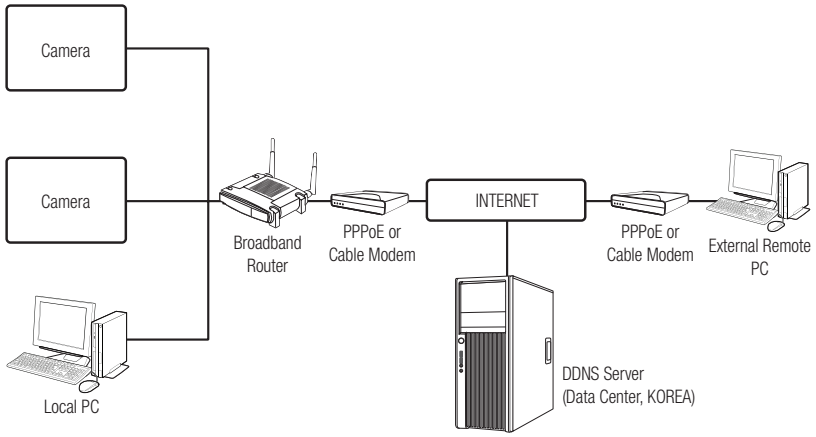 Camera
Camera
Local PC
Broadband
Router
PPPoE or
Cable Modem
INTERNET
DDNS Server
(Data Center, KOREA)
PPPoE or
Cable Modem
External Remote
PC